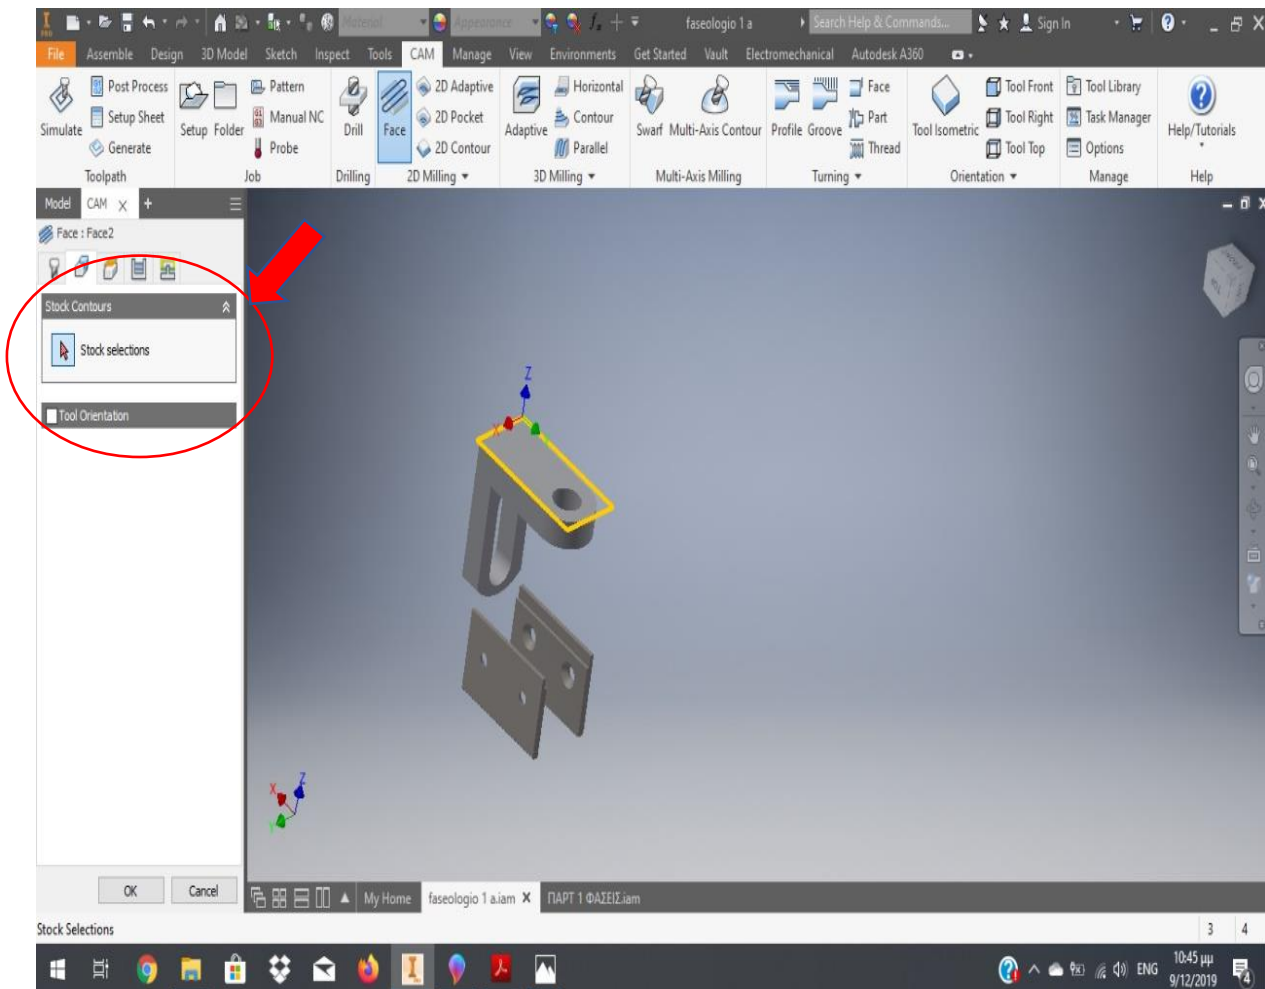 PRO
Material
Appearance
faseologio 1 a
Search Help & Commands...
Sign In
File Assemble Design 3D Model Sketch Inspect Tools CAM Manage View Environments Get Started Vault Electromechanical Autodesk A360
Simulate
Post Process
Setup Sheet
Generate
Toolpath
Setup Folder
Pattern
Manual NC
Probe
Job
Drill
Drilling
Face
2D Adaptive
2D Pocket
2D Contour
2D Milling
Adaptive
Horizontal
Contour
Parallel
3D Milling
Swarf Multi-Axis Contour
Multi-Axis Milling
Profile Groove
Face
Part
Thread
Turning
Tool Isometric
Tool Front
Tool Right
Tool Top
Orientation
Tool Library
Task Manager
Options
Manage
Help/Tutorials
Help
Model CAM X +
Face : Face2
Stock Contours
Stock selections
Tool Orientation
Z
X
Z
X
Y
OK Cancel
My Home faseologio 1 a.iam X ΠΑΡΤ 1 ΦΑΣΕΙΣ.iam
Stock Selections
3 4
ENG
10:45 μμ
9/12/2019
4